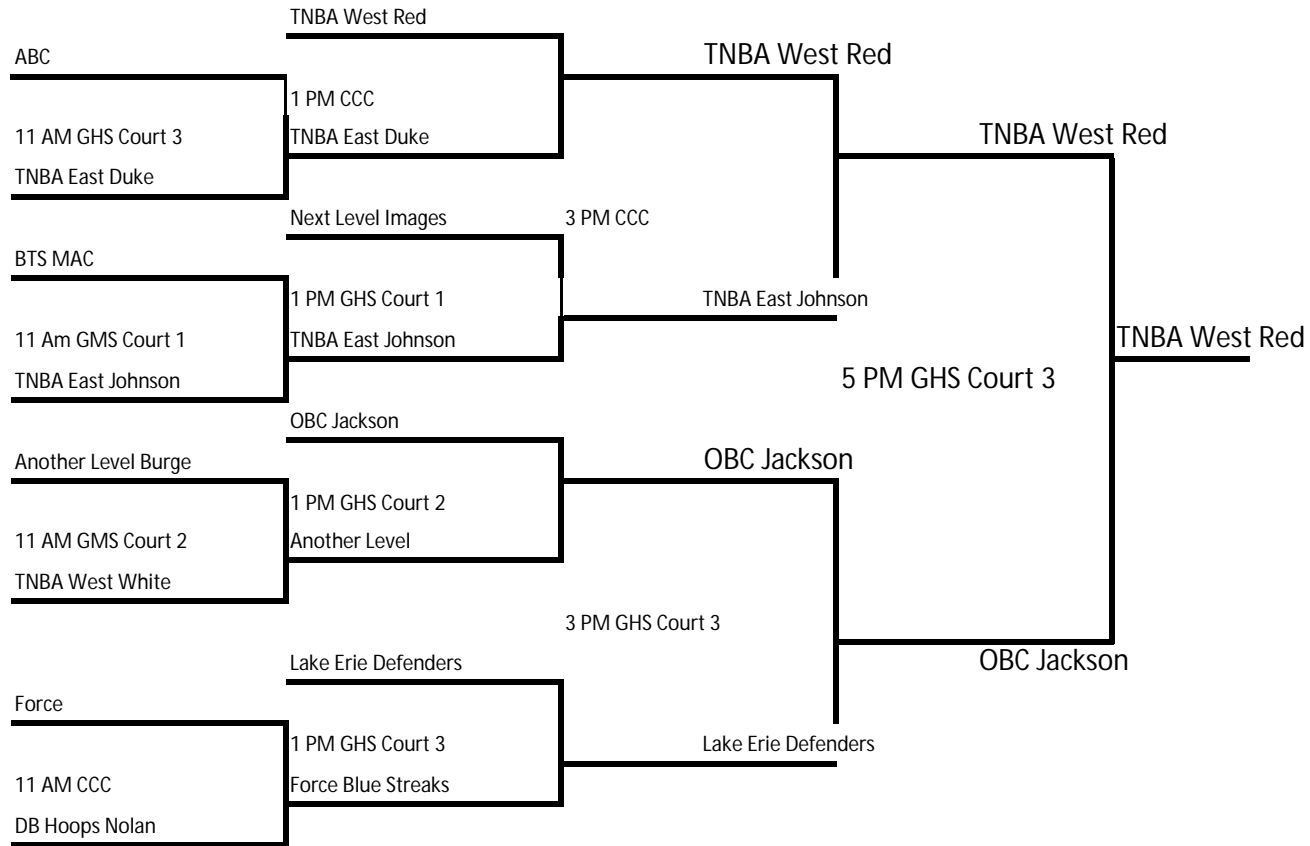 TNBA West Red
ABC
TNBA West Red
1 PM CCC
11 AM GHS Court 3
TNBA East Duke
TNBA West Red
TNBA East Duke
Next Level Images
3 PM CCC
BTS MAC
1 PM GHS Court 1
TNBA East Johnson
11 Am GMS Court 1
TNBA East Johnson
TNBA West Red
TNBA East Johnson
5 PM GHS Court 3
OBC Jackson
Another Level Burge
OBC Jackson
1 PM GHS Court 2
11 AM GMS Court 2
Another Level
TNBA West White
3 PM GHS Court 3
Lake Erie Defenders
OBC Jackson
Force
1 PM GHS Court 3
Lake Erie Defenders
11 AM CCC
Force Blue Streaks
DB Hoops Nolan